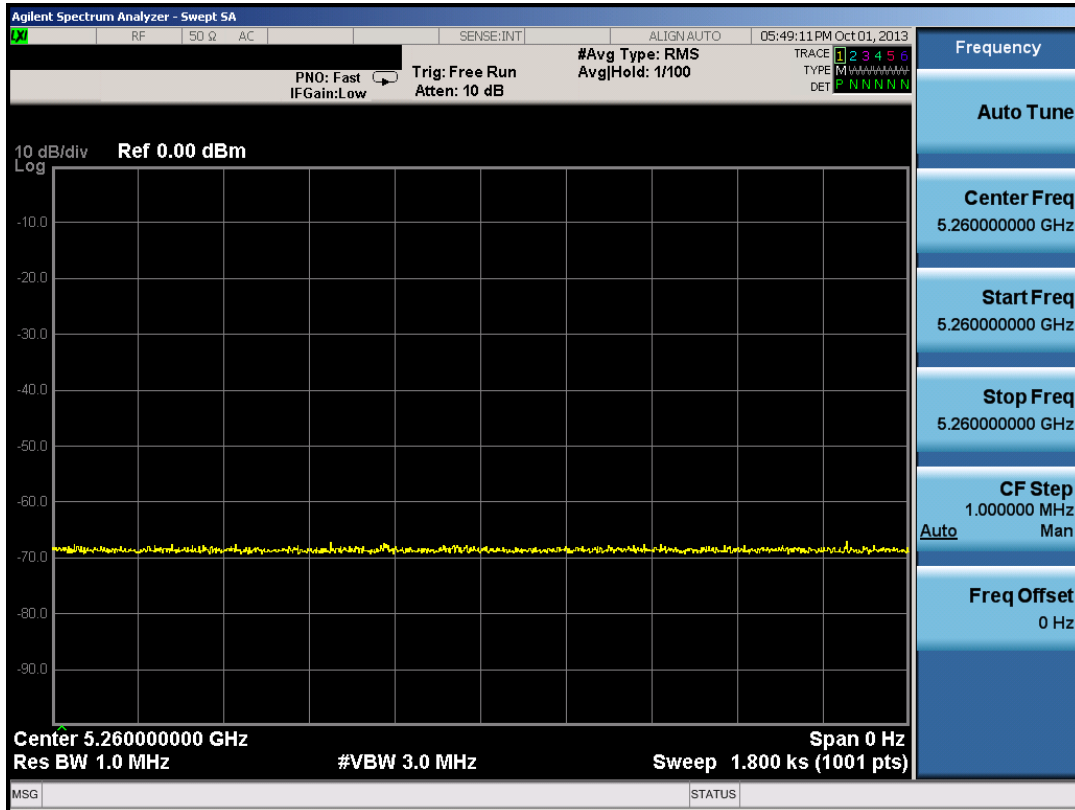 Agilent Spectrum Analyzer - Swept SA
LXI RF 50 Ω AC SENSE:INT ALIGN AUTO 05:49:11 PM Oct 01, 2013
#Avg Type: RMS TRACE 1 2 3 4 5 6
PNO: Fast Trig: Free Run Avg|Hold: 1/100 TYPE M
IFGain:Low Atten: 10 dB DET P N N N N N
10 dB/div Ref 0.00 dBm
Log
-10.0
-20.0
-30.0
-40.0
-50.0
-60.0
-70.0
-80.0
-90.0
Center 5.260000000 GHz Span 0 Hz
Res BW 1.0 MHz #VBW 3.0 MHz Sweep 1.800 ks (1001 pts)
MSG STATUS
Frequency
Auto Tune
Center Freq
5.260000000 GHz
Start Freq
5.260000000 GHz
Stop Freq
5.260000000 GHz
CF Step
1.000000 MHz
Auto Man
Freq Offset
0 Hz